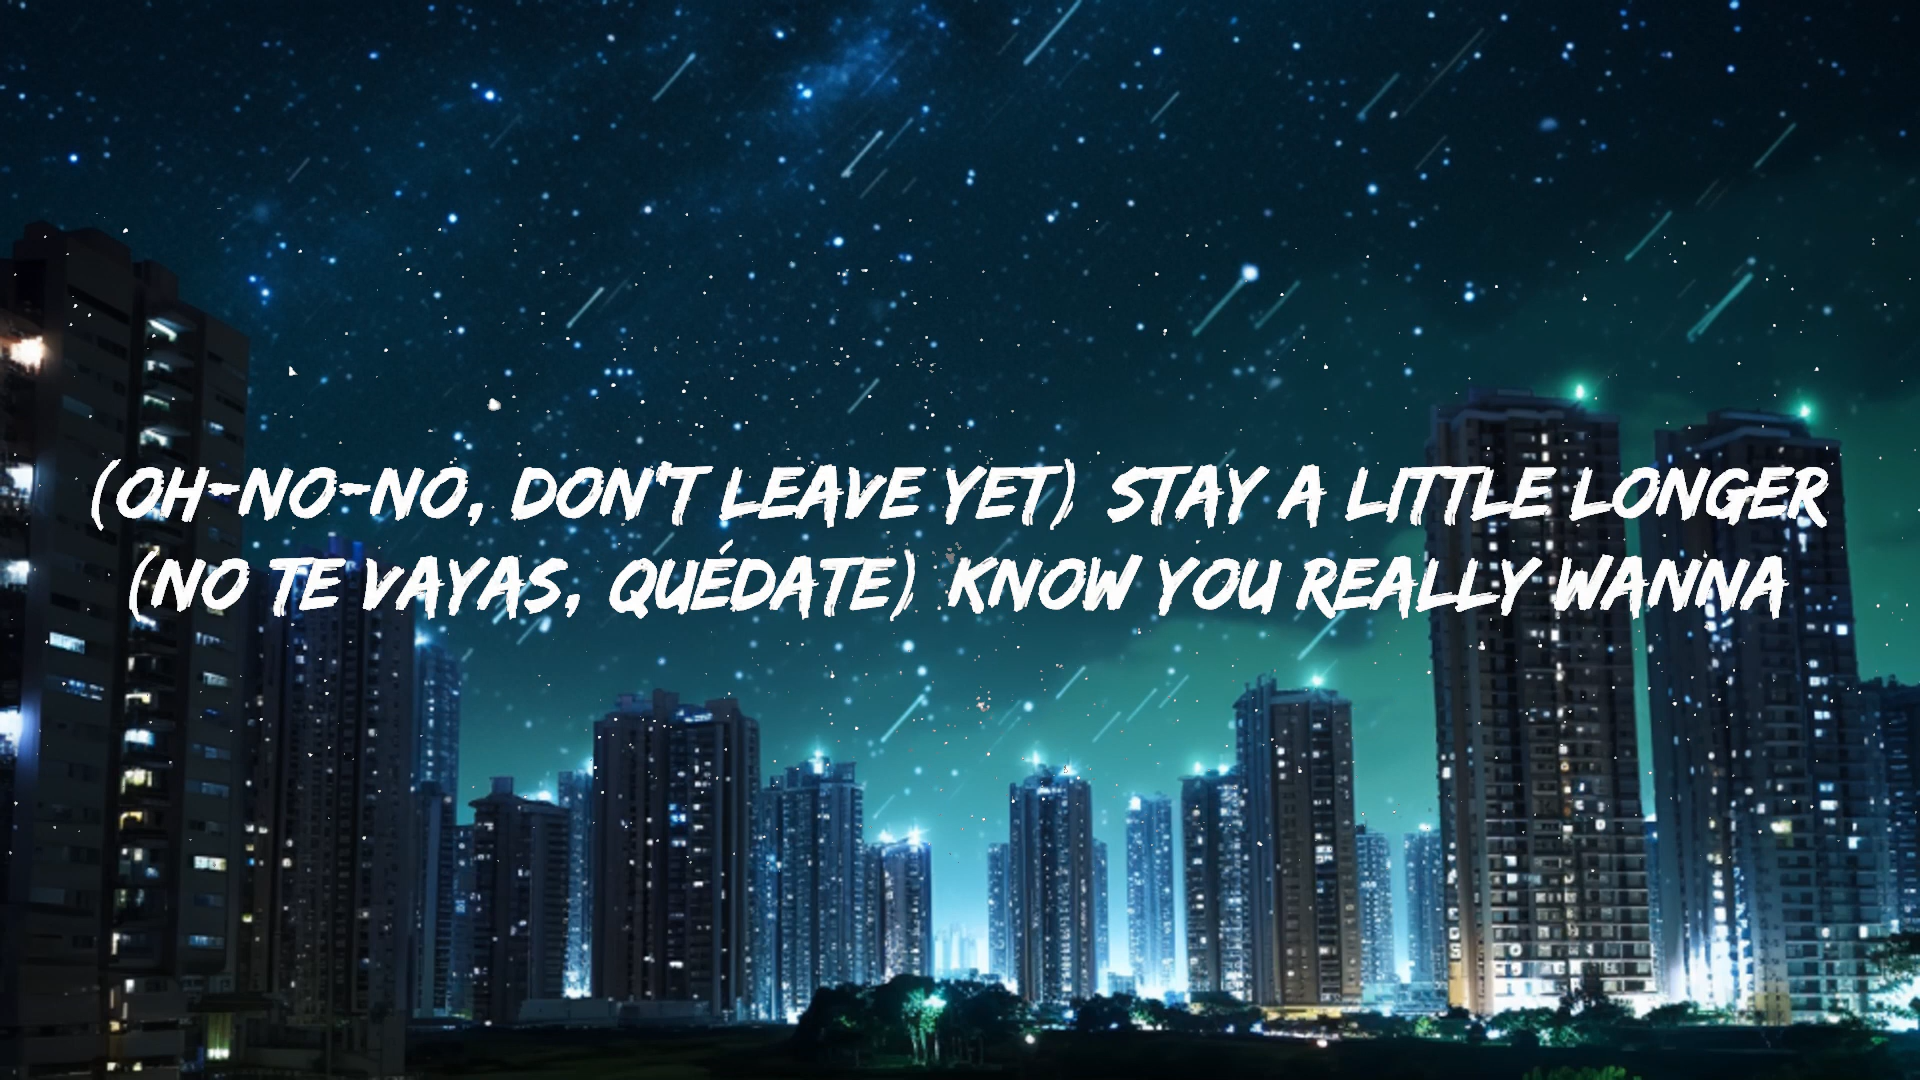 (OH-NO-NO, DON'T LEAVE YET) STAY A LITTLE LONGER
(NO TE VAYAS, QUÉDATE) KNOW YOU REALLY WANNA